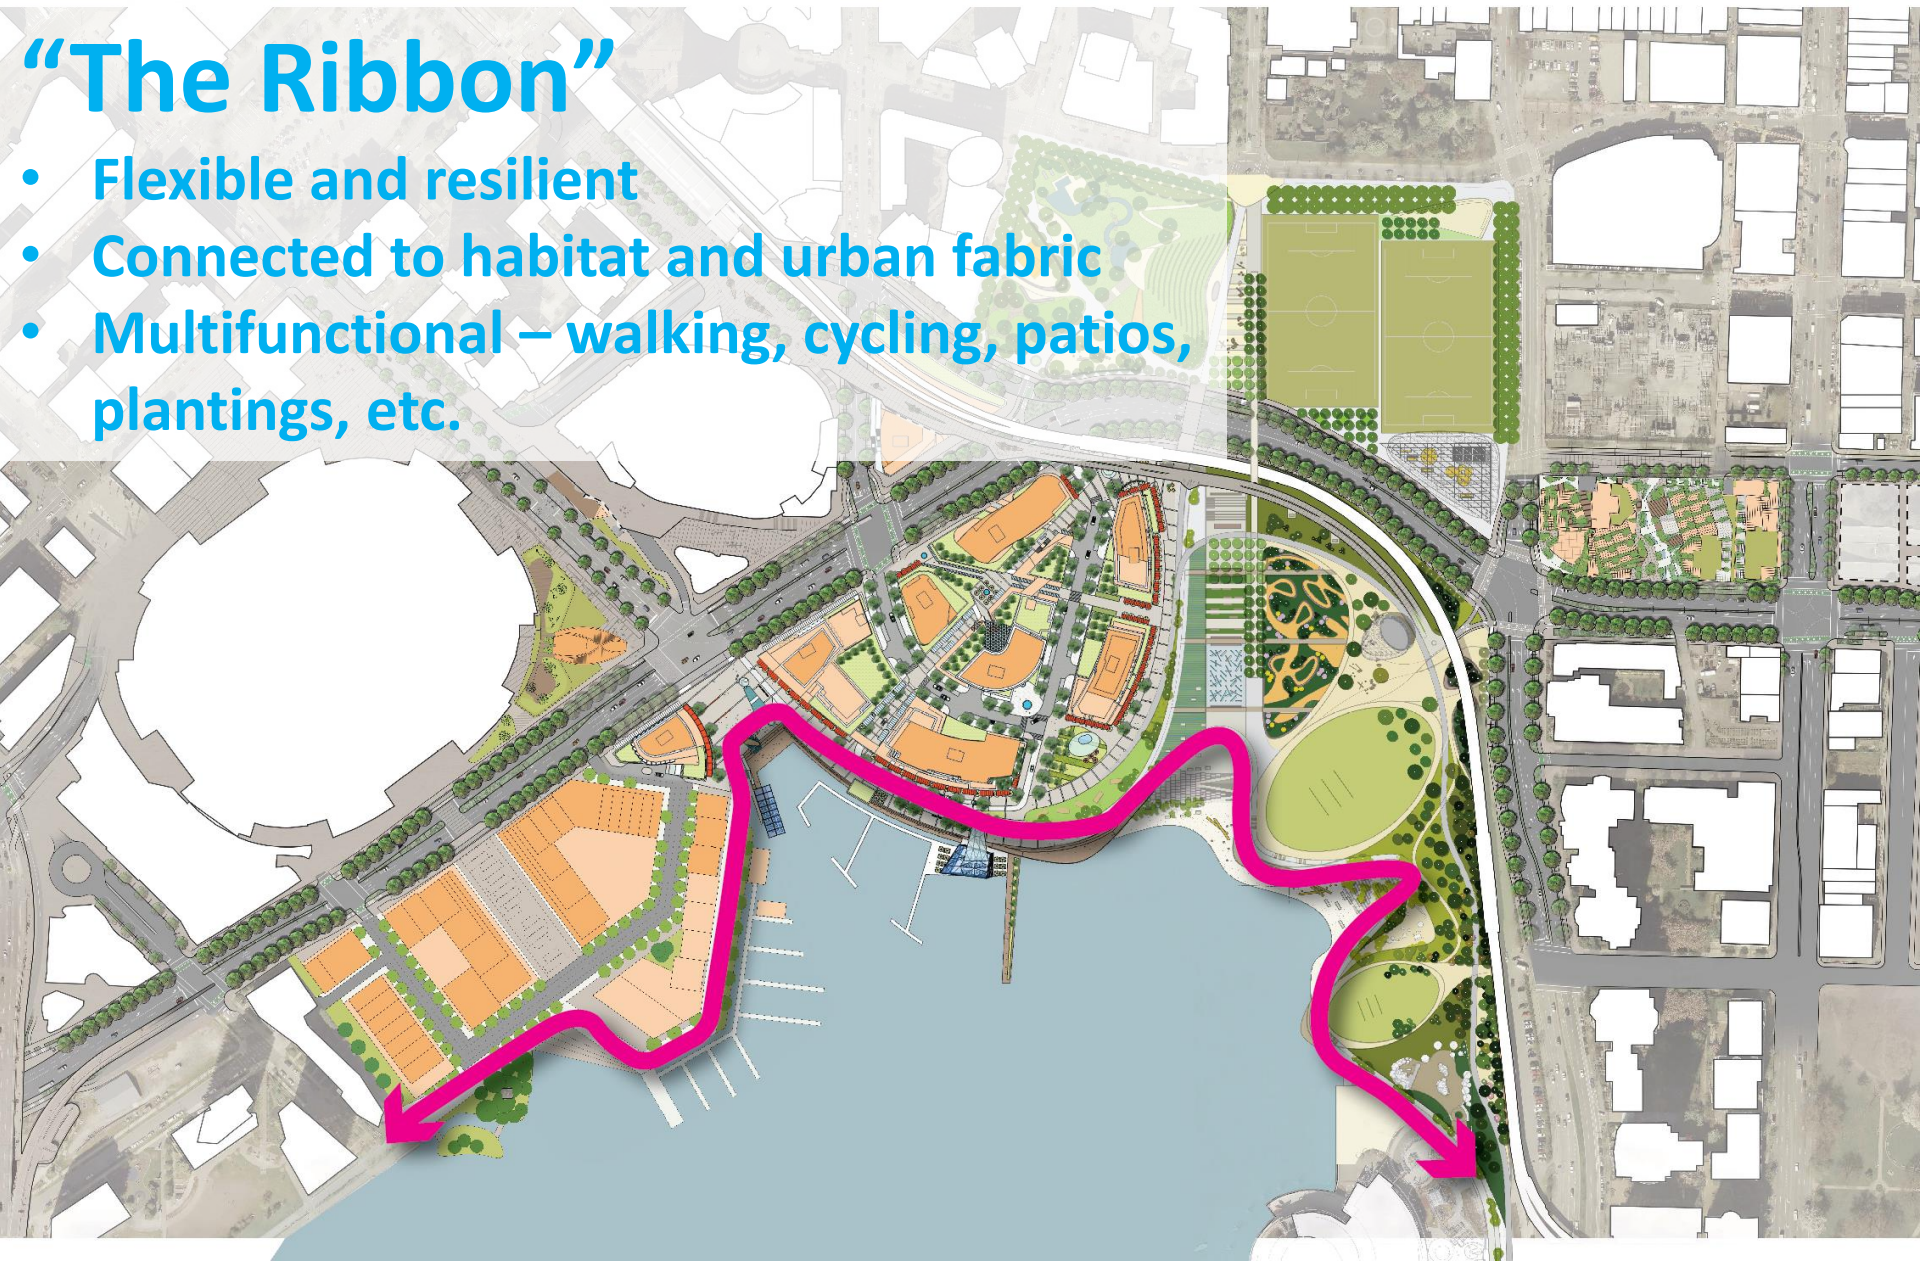 “The Ribbon”
• Flexible and resilient
• Connected to habitat and urban fabric
• Multifunctional – walking, cycling, patios,
plantings, etc.